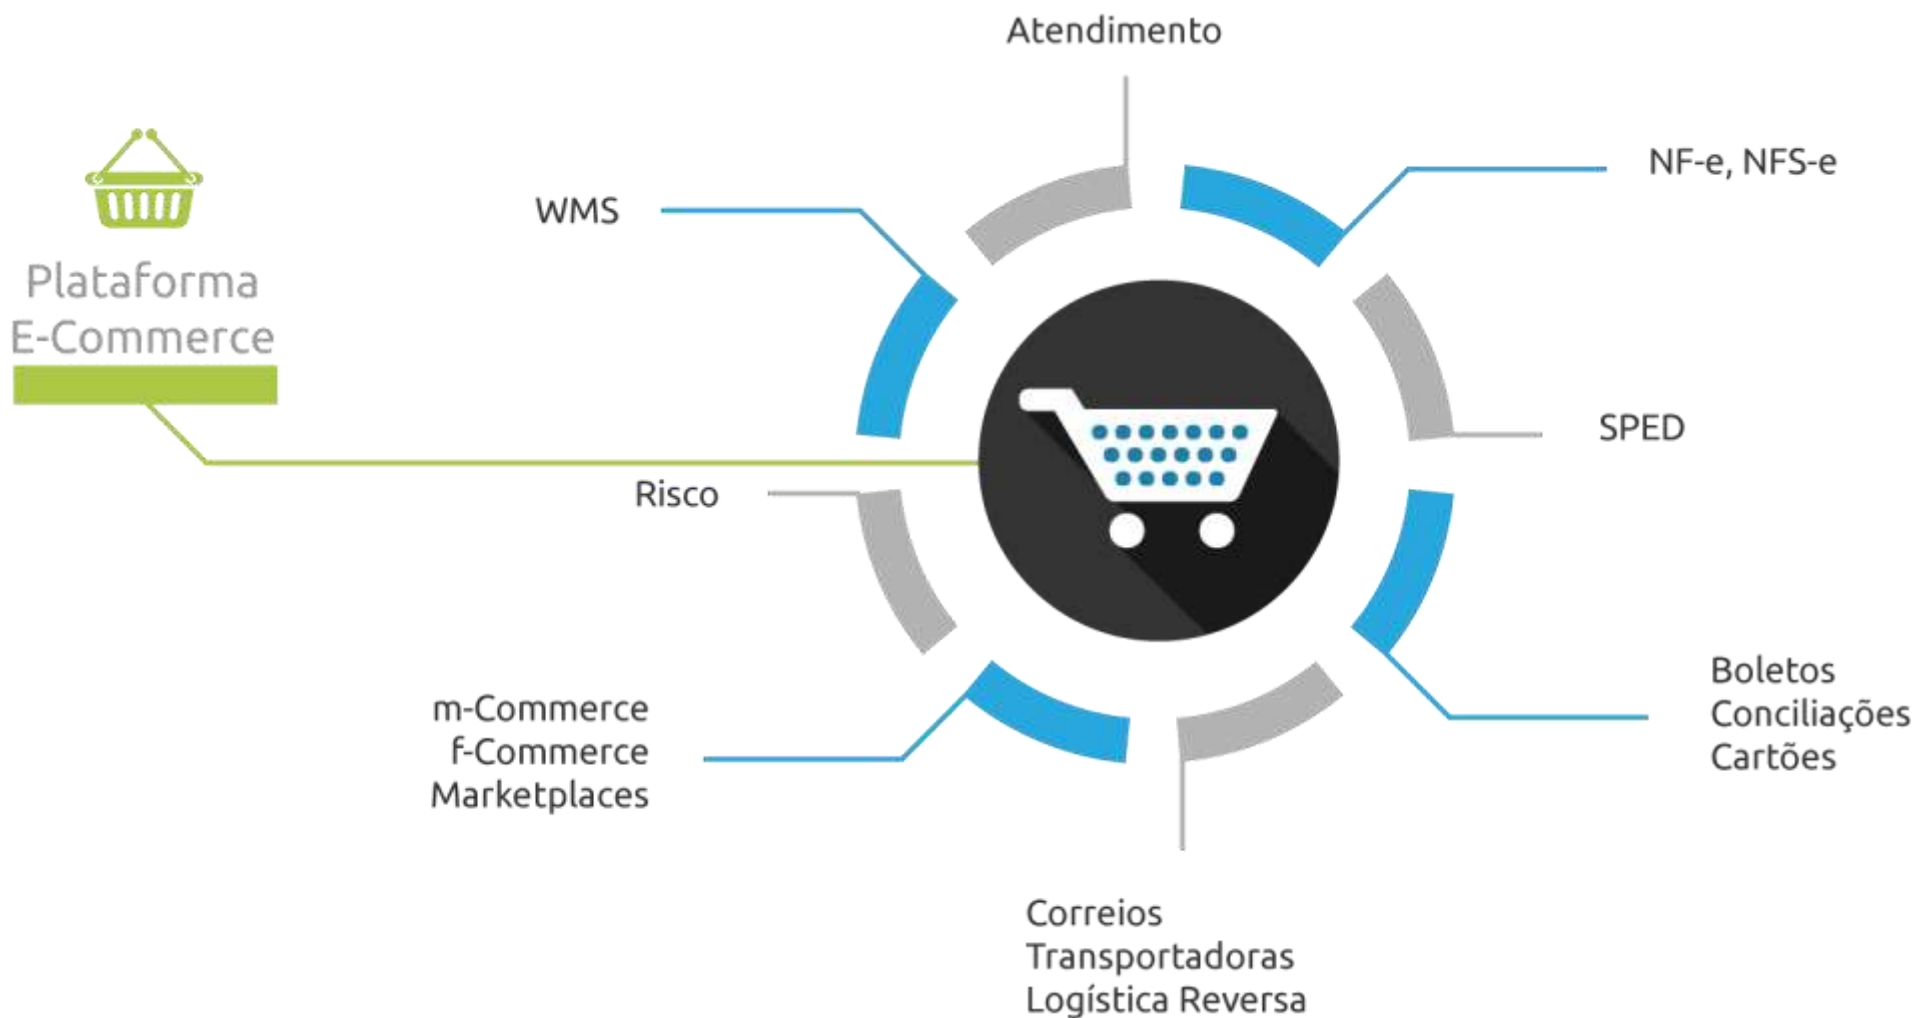 Atendimento
NF-e, NFS-e
WMS
Plataforma
E-Commerce
SPED
Risco
Boletos
Conciliações
Cartões
m-Commerce
f-Commerce
Marketplaces
Correios
Transportadoras
Logística Reversa